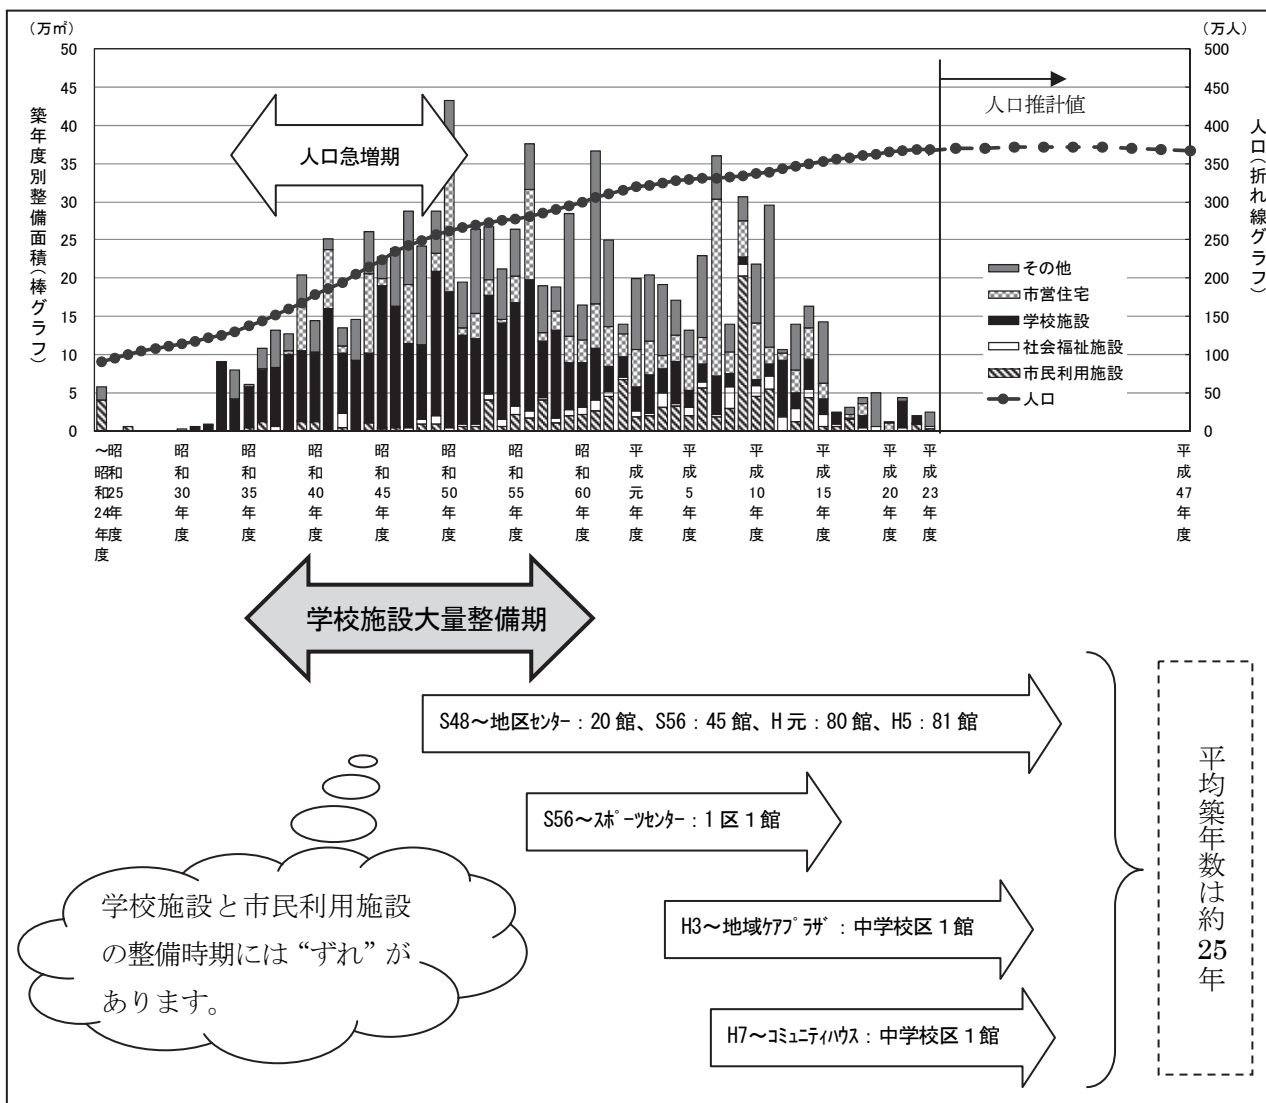 (万㎡)
(万人)
50
45
40
35
30
25
20
15
10
5
0
築年度別整備面積(棒グラフ)
500
450
400
350
300
250
200
150
100
50
0
人口(折れ線グラフ)
人口急増期
人口推計値
その他
市営住宅
学校施設
社会福祉施設
市民利用施設
人口
~昭和24年度
昭和25年度
昭和30年度
昭和35年度
昭和40年度
昭和45年度
昭和50年度
昭和55年度
昭和60年度
平成元年度
平成5年度
平成10年度
平成15年度
平成20年度
平成23年度
平成47年度
学校施設大量整備期
S48~地区ｾﾝﾀｰ:20館、S56:45館、H元:80館、H5:81館
S56~ｽﾎﾟｰﾂｾﾝﾀｰ:1区1館
H3~地域ｹｱﾌﾟﾗｻﾞ:中学校区1館
H7~ｺﾐｭﾆﾃｨﾊｳｽ:中学校区1館
学校施設と市民利用施設
の整備時期には“ずれ”が
あります。
平均築年数は約25年